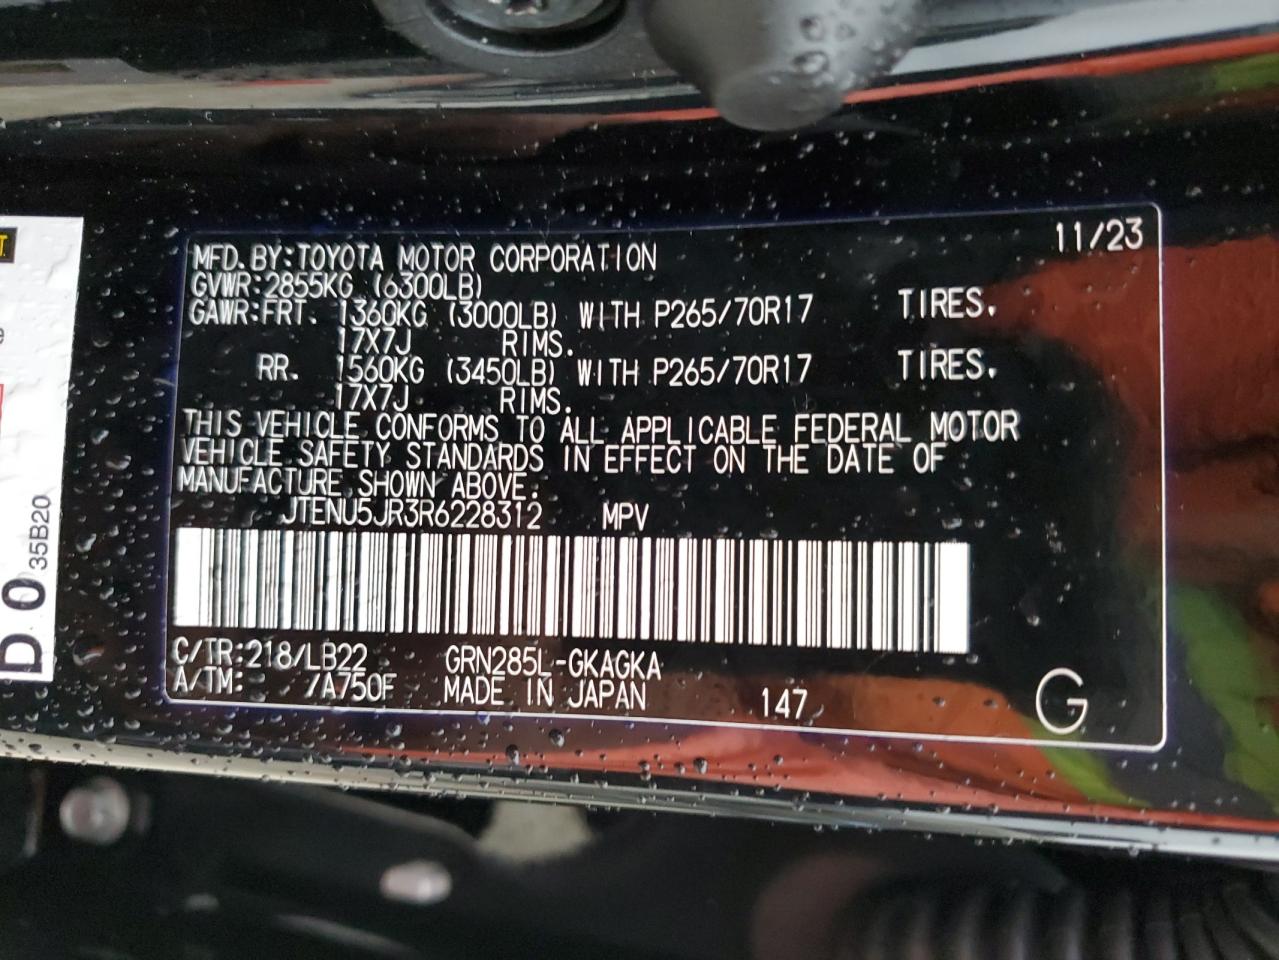 11/23
MFD.BY:TOYOTA MOTOR CORPORATION
GVWR:2855KG (6300LB)
GAWR:FRT. 1360KG (3000LB) WITH P265/70R17 TIRES.
17X7J RIMS.
RR. 1560KG (3450LB) WITH P265/70R17 TIRES.
17X7J RIMS.
THIS VEHICLE CONFORMS TO ALL APPLICABLE FEDERAL MOTOR
VEHICLE SAFETY STANDARDS IN EFFECT ON THE DATE OF
MANUFACTURE SHOWN ABOVE.
JTENU5JR3R6228312 MPV
C/TR:218/LB22 GRN285L-GKAGKA
A/TM: /A750F MADE IN JAPAN 147 G
D 0 35B20